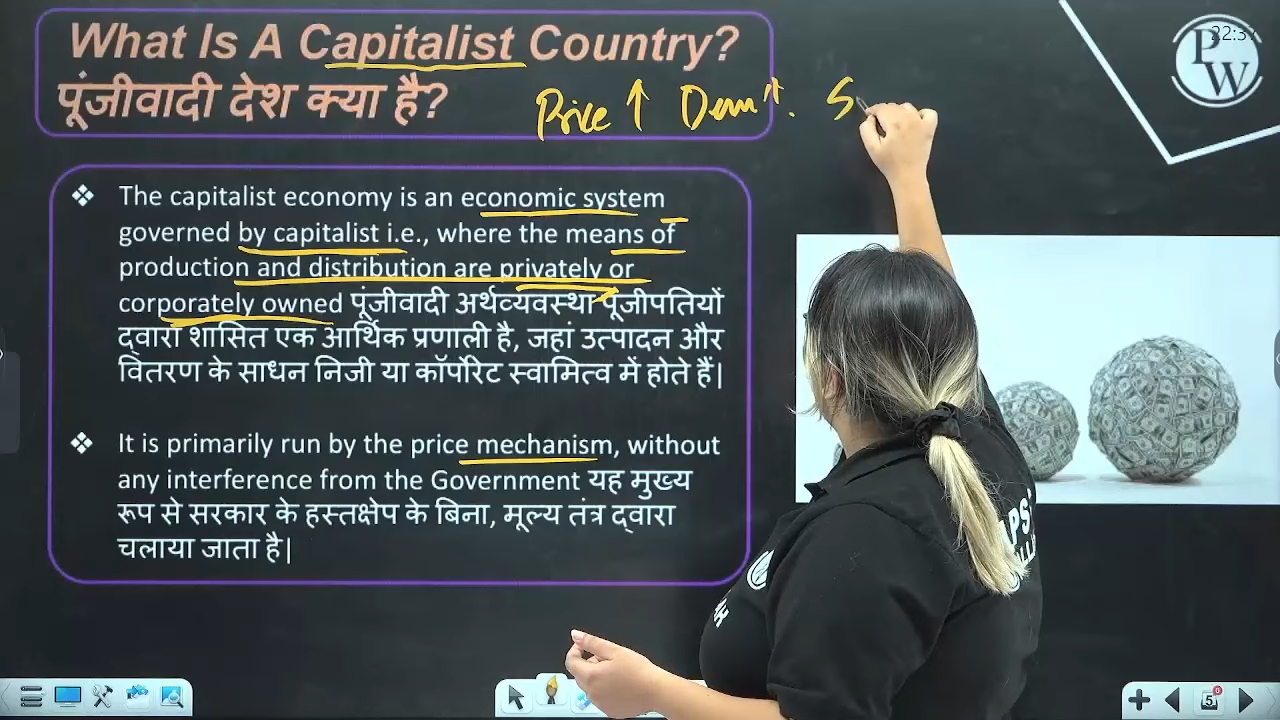 What Is A Capitalist Country?
पूंजीवादी देश क्या है?
Price ↑ Dem↑. S
22:37
PW
❖ The capitalist economy is an economic system
governed by capitalist i.e., where the means of
production and distribution are privately or
corporately owned पूंजीवादी अर्थव्यवस्था पूंजीपतियों
द्वारा शासित एक आर्थिक प्रणाली है, जहां उत्पादन और
वितरण के साधन निजी या कॉर्पोरेट स्वामित्व में होते हैं|
❖ It is primarily run by the price mechanism, without
any interference from the Government यह मुख्य
रूप से सरकार के हस्तक्षेप के बिना, मूल्य तंत्र द्वारा
चलाया जाता है|
5